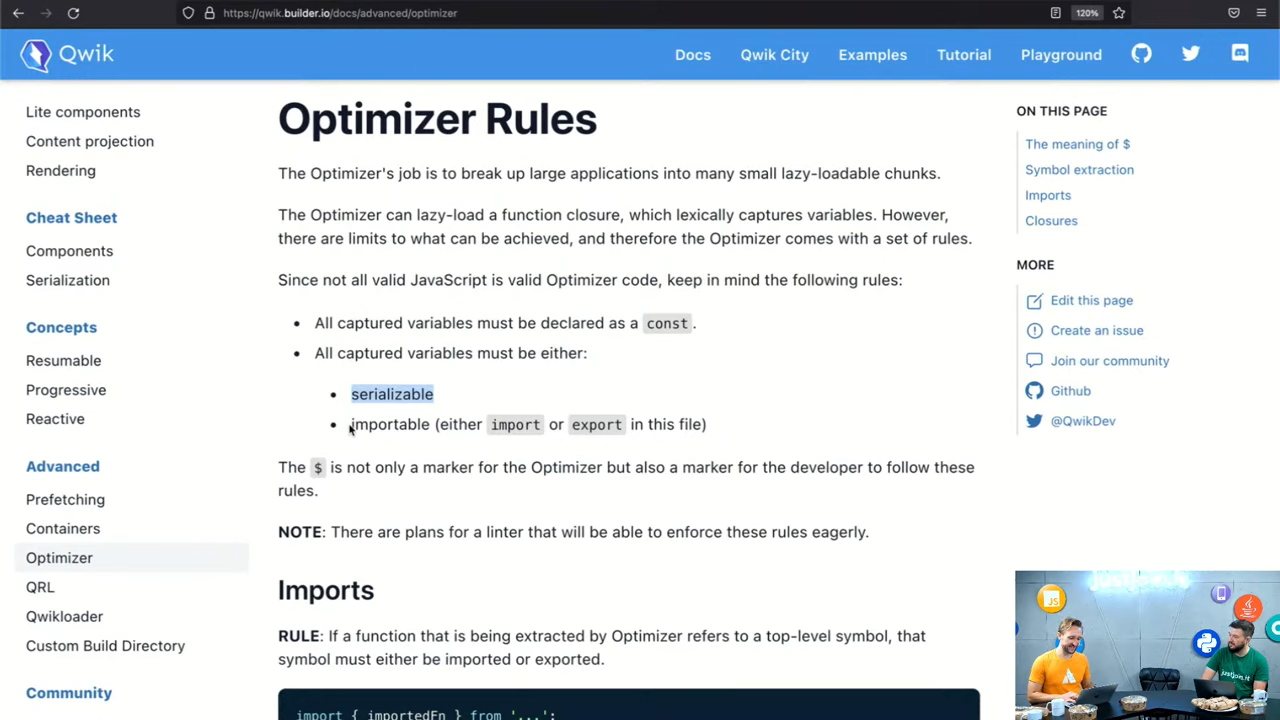 https://qwik.builder.io/docs/advanced/optimizer
120%
Qwik
Docs
Qwik City
Examples
Tutorial
Playground
Lite components
Content projection
Rendering
Cheat Sheet
Components
Serialization
Concepts
Resumable
Progressive
Reactive
Advanced
Prefetching
Containers
Optimizer
QRL
Qwikloader
Custom Build Directory
Community
Optimizer Rules
The Optimizer's job is to break up large applications into many small lazy-loadable chunks.
The Optimizer can lazy-load a function closure, which lexically captures variables. However,
there are limits to what can be achieved, and therefore the Optimizer comes with a set of rules.
Since not all valid JavaScript is valid Optimizer code, keep in mind the following rules:
• All captured variables must be declared as a const.
• All captured variables must be either:
• serializable
• importable (either import or export in this file)
The $ is not only a marker for the Optimizer but also a marker for the developer to follow these
rules.
NOTE: There are plans for a linter that will be able to enforce these rules eagerly.
Imports
RULE: If a function that is being extracted by Optimizer refers to a top-level symbol, that
symbol must either be imported or exported.
import { importedFn } from '...';
ON THIS PAGE
The meaning of $
Symbol extraction
Imports
Closures
MORE
Edit this page
Create an issue
Join our community
Github
@QwikDev
JS
justjoin.it